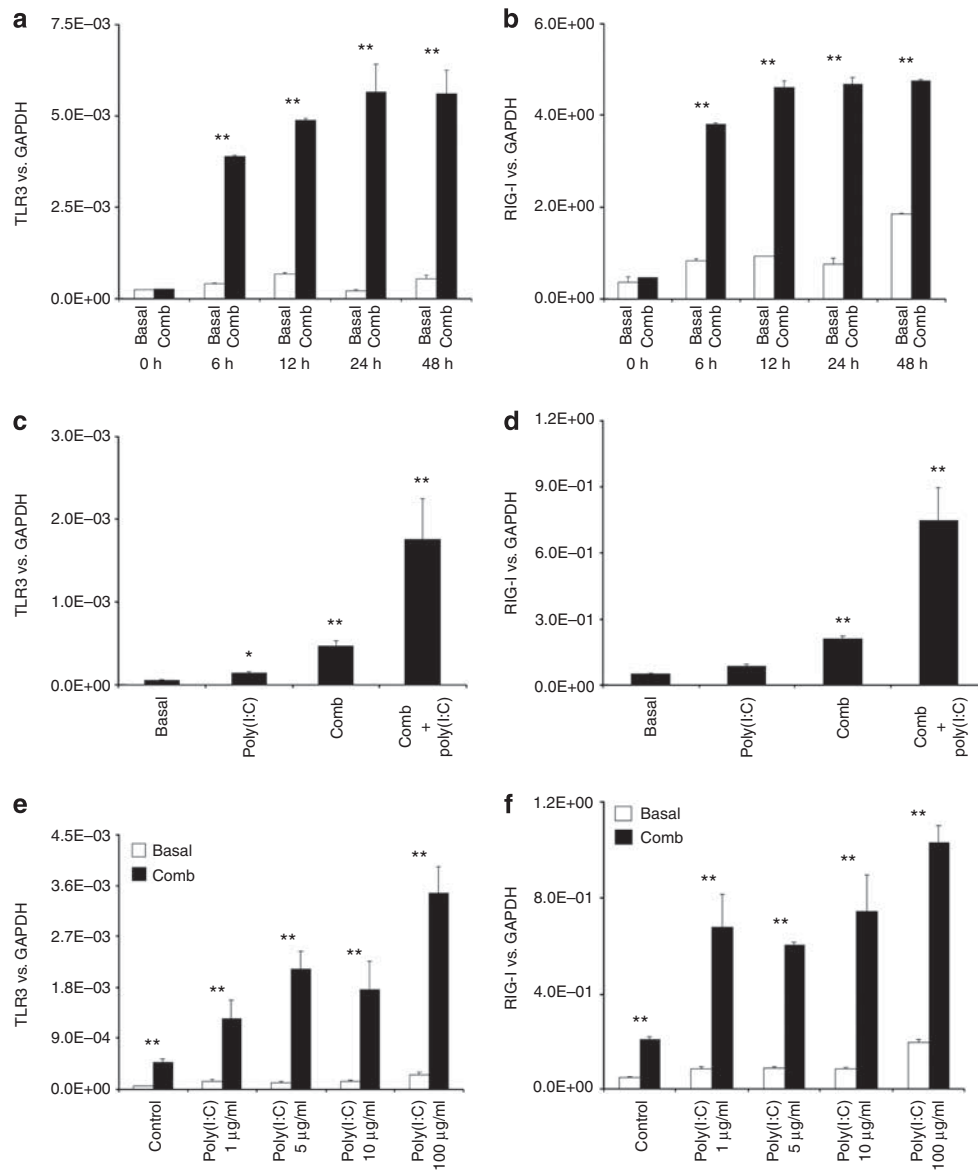 a
7.5E–03
5.0E–03
2.5E–03
0.0E+00
TLR3 vs. GAPDH
** ** ** **
Basal Comb Basal Comb Basal Comb Basal Comb Basal Comb
0 h 6 h 12 h 24 h 48 h
b
6.0E+00
4.0E+00
2.0E+00
0.0E+00
RIG-I vs. GAPDH
** ** ** **
Basal Comb Basal Comb Basal Comb Basal Comb Basal Comb
0 h 6 h 12 h 24 h 48 h
c
3.0E–03
2.0E–03
1.0E–03
0.0E+00
TLR3 vs. GAPDH
* ** **
Basal
Poly(I:C)
Comb
Comb
+
poly(I:C)
d
1.2E+00
9.0E–01
6.0E–01
3.0E–01
0.0E+00
RIG-I vs. GAPDH
** **
Basal
Poly(I:C)
Comb
Comb
+
poly(I:C)
e
4.5E–03
3.6E–03
2.7E–03
1.8E–03
9.0E–04
0.0E+00
TLR3 vs. GAPDH
Basal
Comb
** ** ** ** **
Control
Poly(I:C)
1 μg/ml
Poly(I:C)
5 μg/ml
Poly(I:C)
10 μg/ml
Poly(I:C)
100 μg/ml
f
1.2E+00
8.0E–01
4.0E–01
0.0E+00
RIG-I vs. GAPDH
Basal
Comb
** ** ** ** **
Control
Poly(I:C)
1 μg/ml
Poly(I:C)
5 μg/ml
Poly(I:C)
10 μg/ml
Poly(I:C)
100 μg/ml